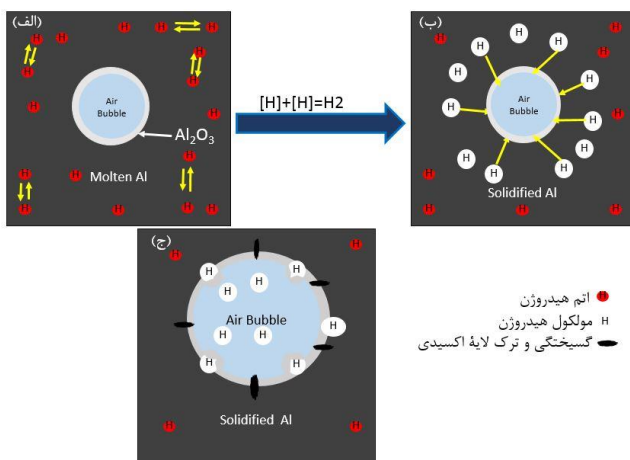 (الف)
H H H H
H H
H H
Air
Bubble
Al2O3
H
Molten Al
H H
H H H H
[H]+[H]=H2
(ب)
H H H H
H H H
H H
Air
Bubble
H H
H H
H H H
H H
Solidified Al
H H H
(ج)
H H
H H
H
H H
Air Bubble
H
H H
H H
Solidified Al
H H
H اتم هیدروژن
H مولکول هیدروژن
گسیختگی و ترک لایهٔ اکسیدی